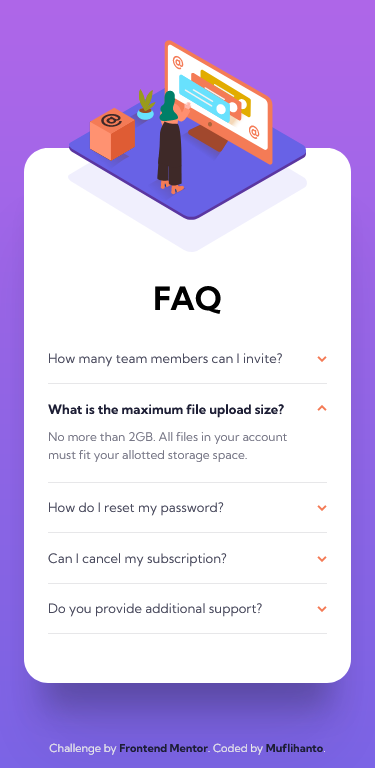 @
@
@
FAQ
How many team members can I invite?
What is the maximum file upload size?
No more than 2GB. All files in your account
must fit your allotted storage space.
How do I reset my password?
Can I cancel my subscription?
Do you provide additional support?
Challenge by Frontend Mentor. Coded by Muflihanto.